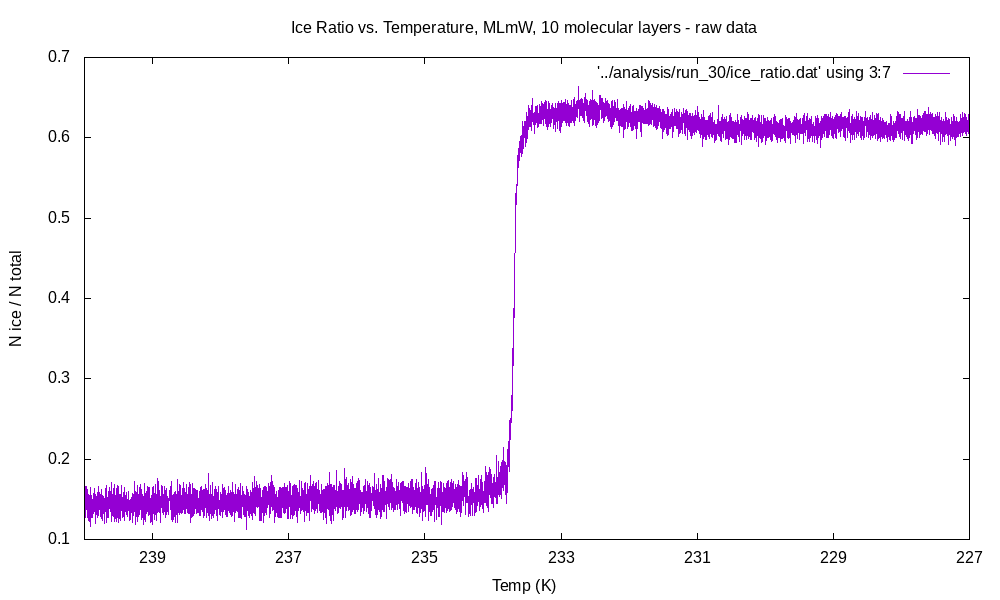 Ice Ratio vs. Temperature, MLmW, 10 molecular layers - raw data
'../analysis/run_30/ice_ratio.dat' using 3:7
N ice / N total
0.7
0.6
0.5
0.4
0.3
0.2
0.1
239 237 235 233 231 229 227
Temp (K)